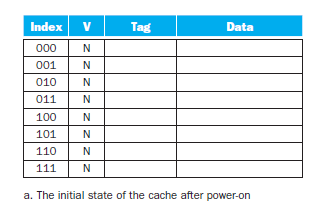 Index V Tag Data
000 N
001 N
010 N
011 N
100 N
101 N
110 N
111 N
a. The initial state of the cache after power-on